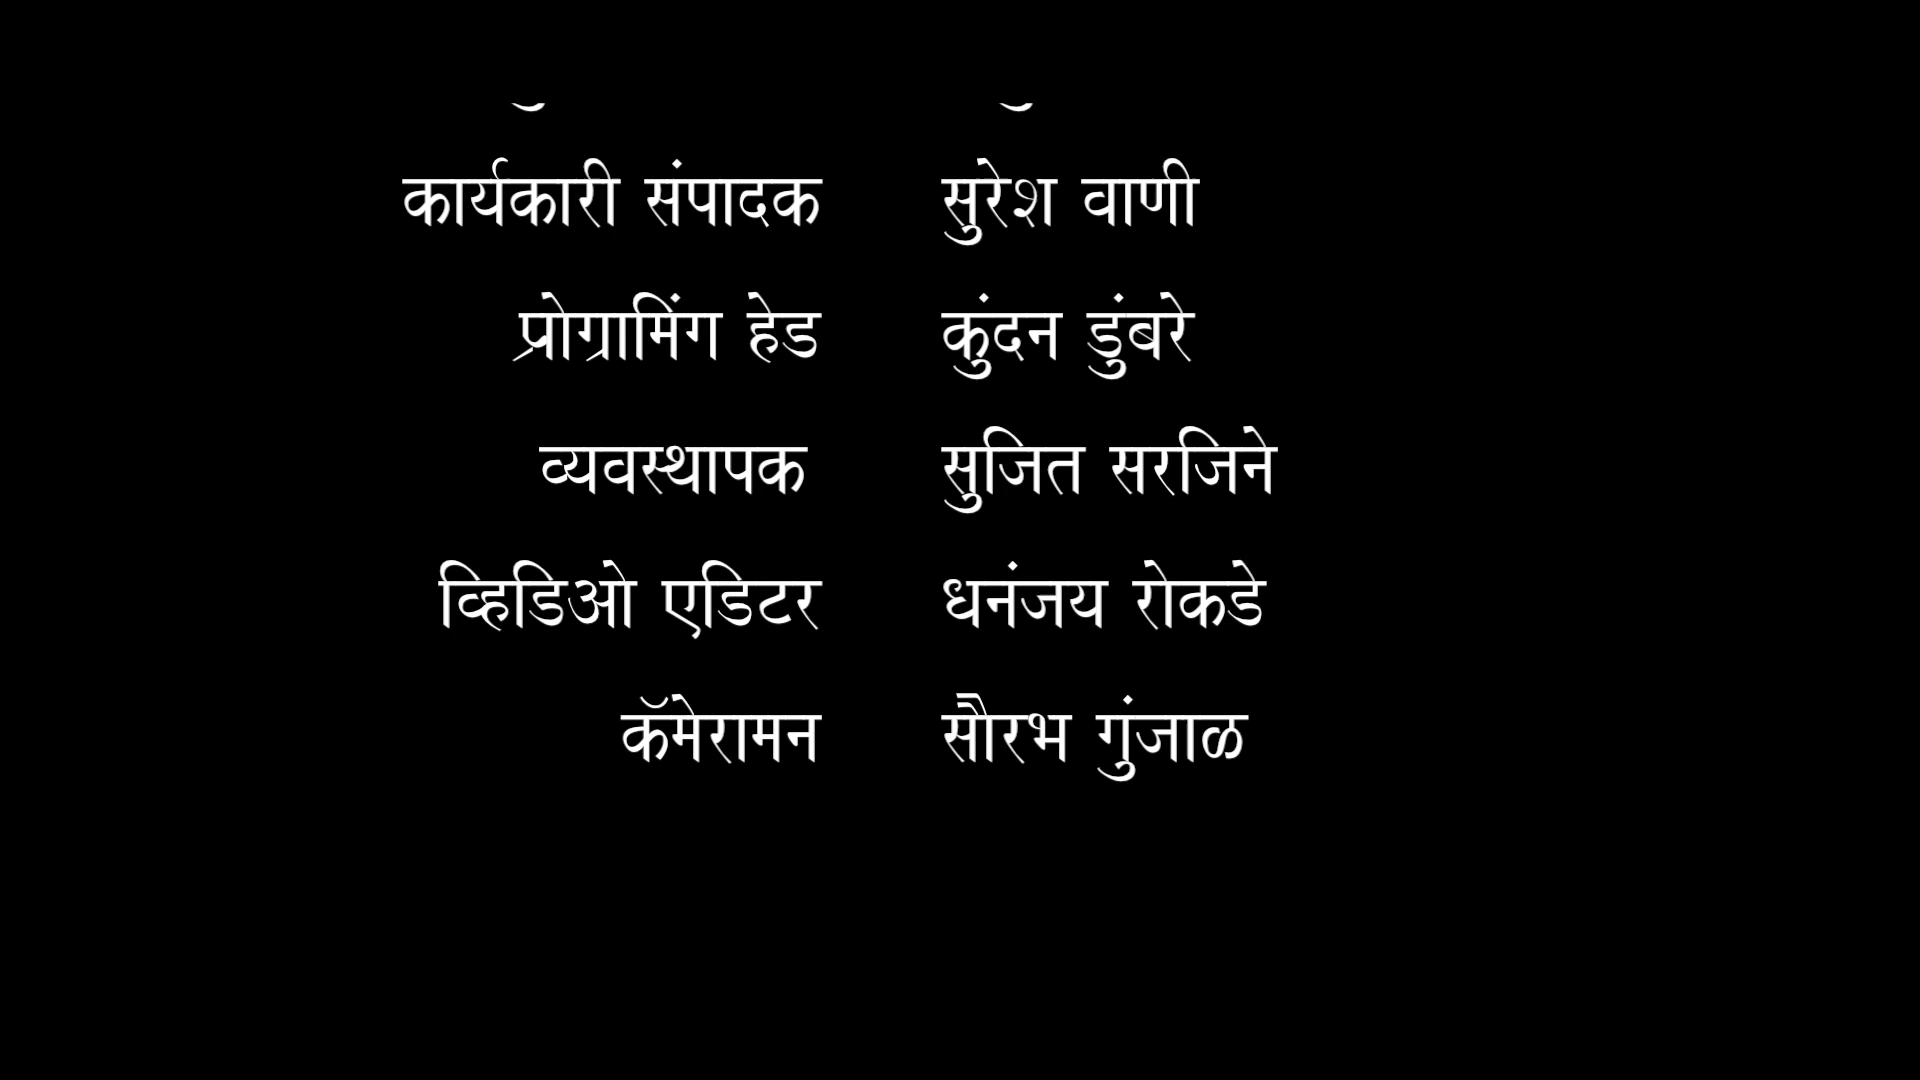 कार्यकारी संपादक सुरेश वाणी
प्रोग्रामिंग हेड कुंदन डुंबरे
व्यवस्थापक सुजित सरजिने
व्हिडिओ एडिटर धनंजय रोकडे
कॅमेरामन सौरभ गुंजाळ